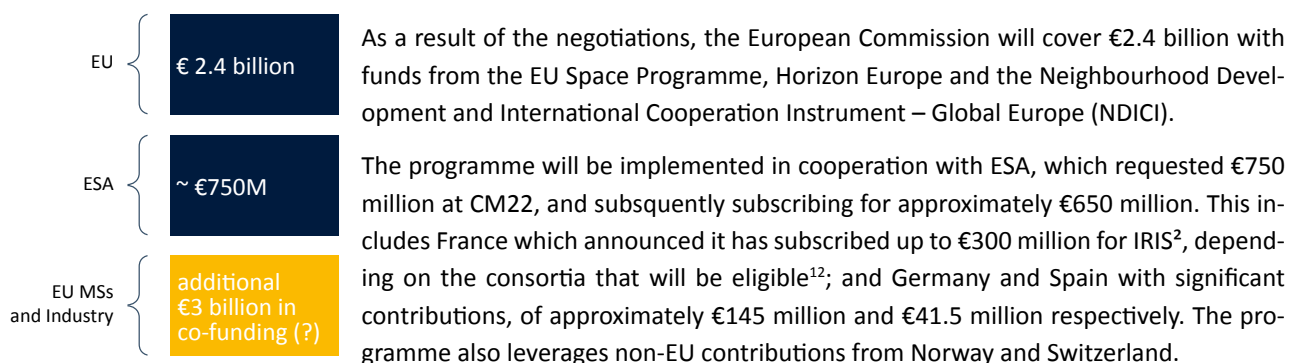 EU
€ 2.4 billion
ESA
~ €750M
EU MSs
and Industry
additional
€3 billion in
co-funding (?)
As a result of the negotiations, the European Commission will cover €2.4 billion with
funds from the EU Space Programme, Horizon Europe and the Neighbourhood Devel-
opment and International Cooperation Instrument – Global Europe (NDICI).
The programme will be implemented in cooperation with ESA, which requested €750
million at CM22, and subsquently subscribing for approximately €650 million. This in-
cludes France which announced it has subscribed up to €300 million for IRIS², depend-
ing on the consortia that will be eligible¹²; and Germany and Spain with significant
contributions, of approximately €145 million and €41.5 million respectively. The pro-
gramme also leverages non-EU contributions from Norway and Switzerland.